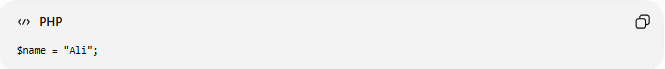 PHP
$name = "Ali";